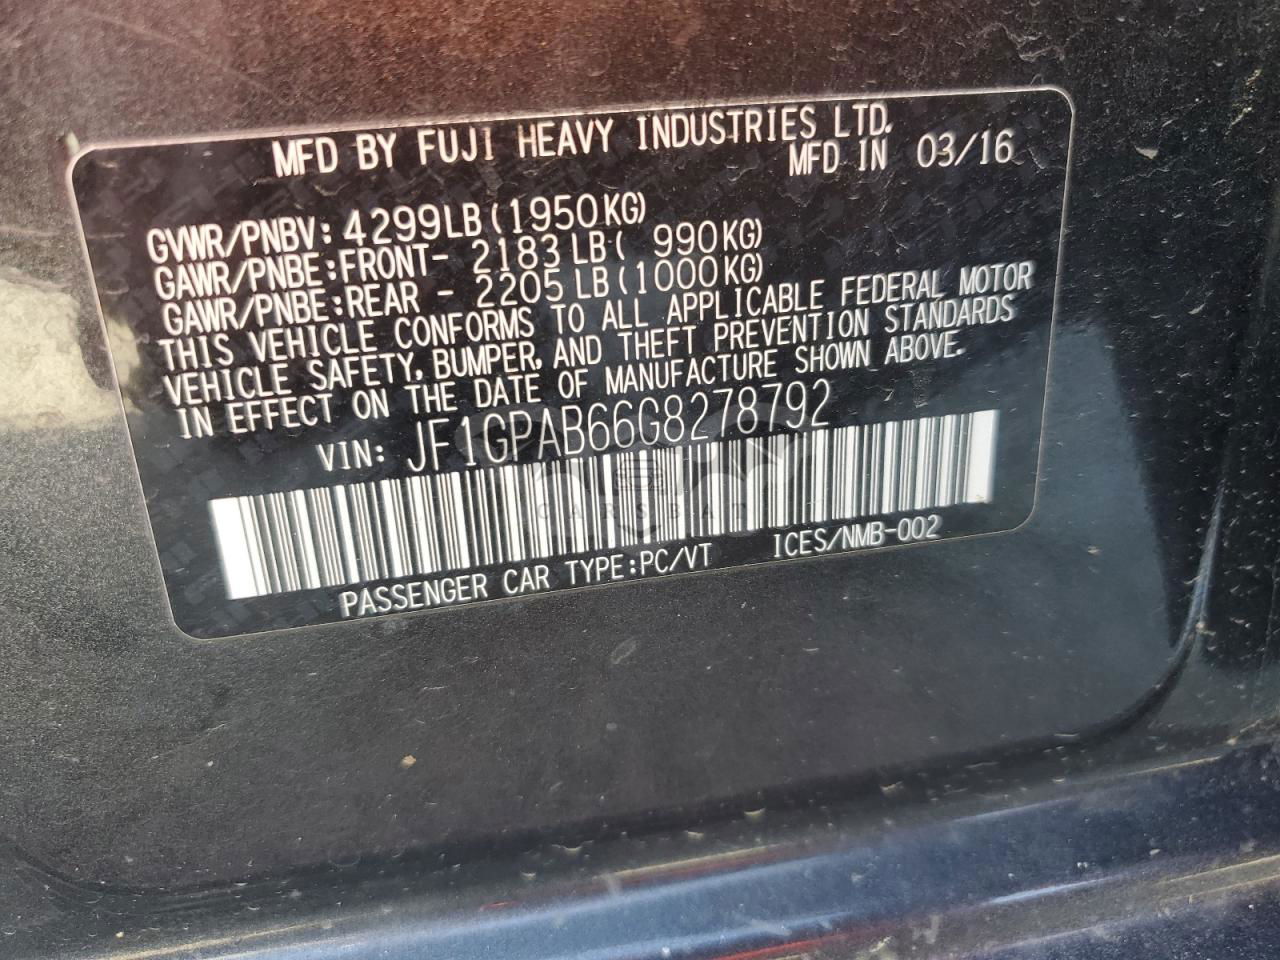 MFD BY FUJI HEAVY INDUSTRIES LTD.
MFD IN 03/16
GVWR/PNBV: 4299LB (1950KG)
GAWR/PNBE:FRONT- 2183 LB ( 990KG)
GAWR/PNBE:REAR - 2205 LB (1000KG)
THIS VEHICLE CONFORMS TO ALL APPLICABLE FEDERAL MOTOR
VEHICLE SAFETY, BUMPER, AND THEFT PREVENTION STANDARDS
IN EFFECT ON THE DATE OF MANUFACTURE SHOWN ABOVE.
VIN: JF1GPAB66G8278792
CARSBAT
PASSENGER CAR TYPE:PC/VT ICES/NMB-002